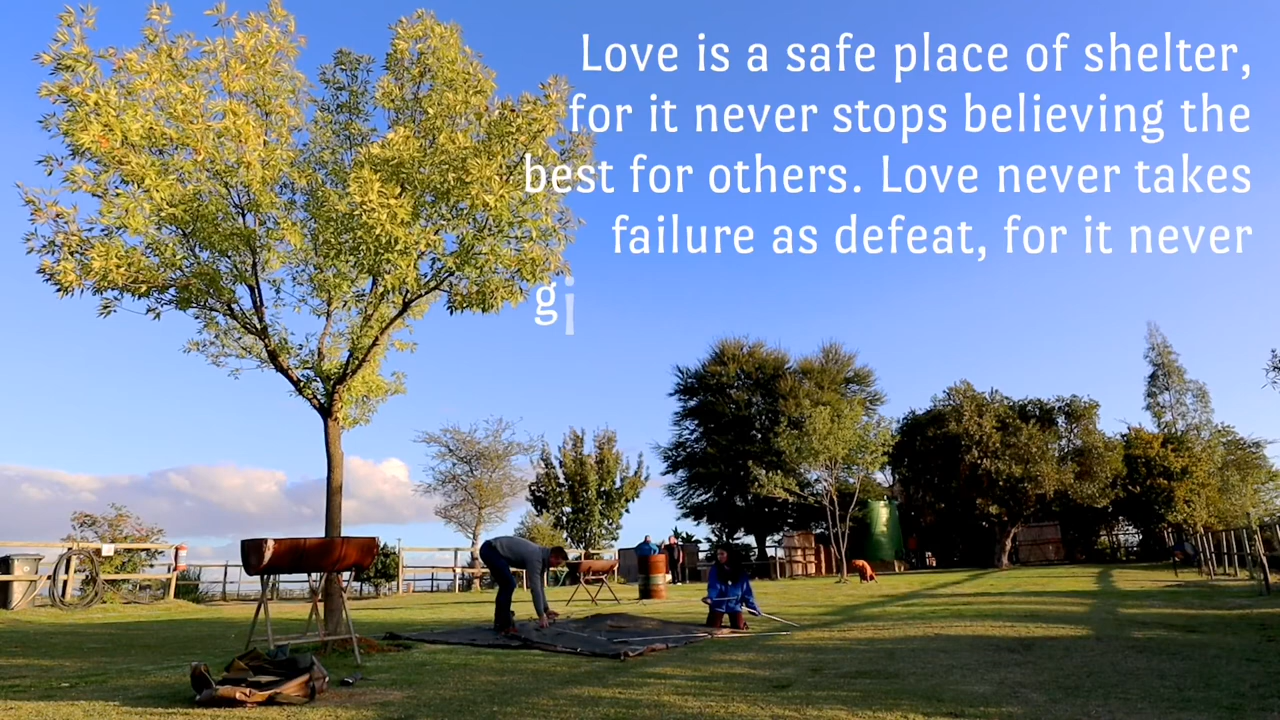 Love is a safe place of shelter,
for it never stops believing the
best for others. Love never takes
failure as defeat, for it never
gi